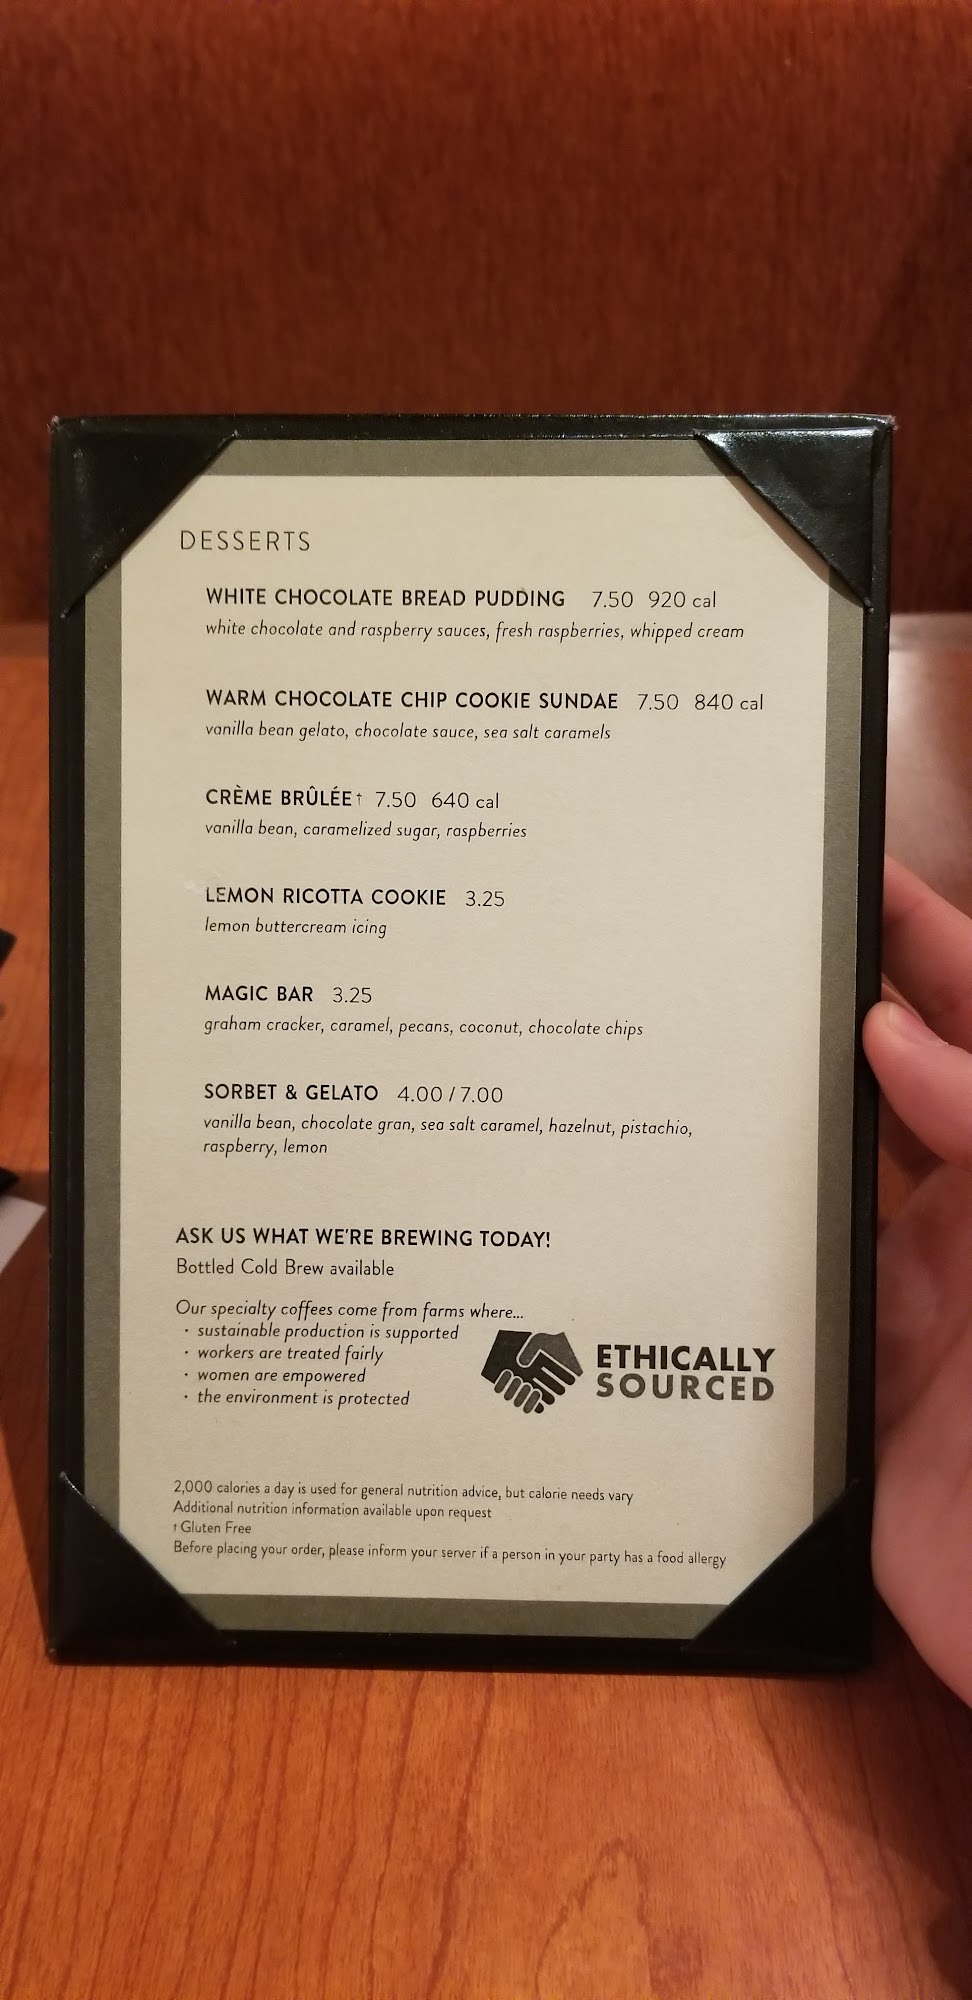 DESSERTS
WHITE CHOCOLATE BREAD PUDDING 7.50 920 cal
white chocolate and raspberry sauces, fresh raspberries, whipped cream
WARM CHOCOLATE CHIP COOKIE SUNDAE 7.50 840 cal
vanilla bean gelato, chocolate sauce, sea salt caramels
CRÈME BRÛLÉE† 7.50 640 cal
vanilla bean, caramelized sugar, raspberries
LEMON RICOTTA COOKIE 3.25
lemon buttercream icing
MAGIC BAR 3.25
graham cracker, caramel, pecans, coconut, chocolate chips
SORBET & GELATO 4.00 / 7.00
vanilla bean, chocolate gran, sea salt caramel, hazelnut, pistachio,
raspberry, lemon
ASK US WHAT WE'RE BREWING TODAY!
Bottled Cold Brew available
Our specialty coffees come from farms where...
• sustainable production is supported
• workers are treated fairly
• women are empowered
• the environment is protected
ETHICALLY
SOURCED
2,000 calories a day is used for general nutrition advice, but calorie needs vary
Additional nutrition information available upon request
† Gluten Free
Before placing your order, please inform your server if a person in your party has a food allergy